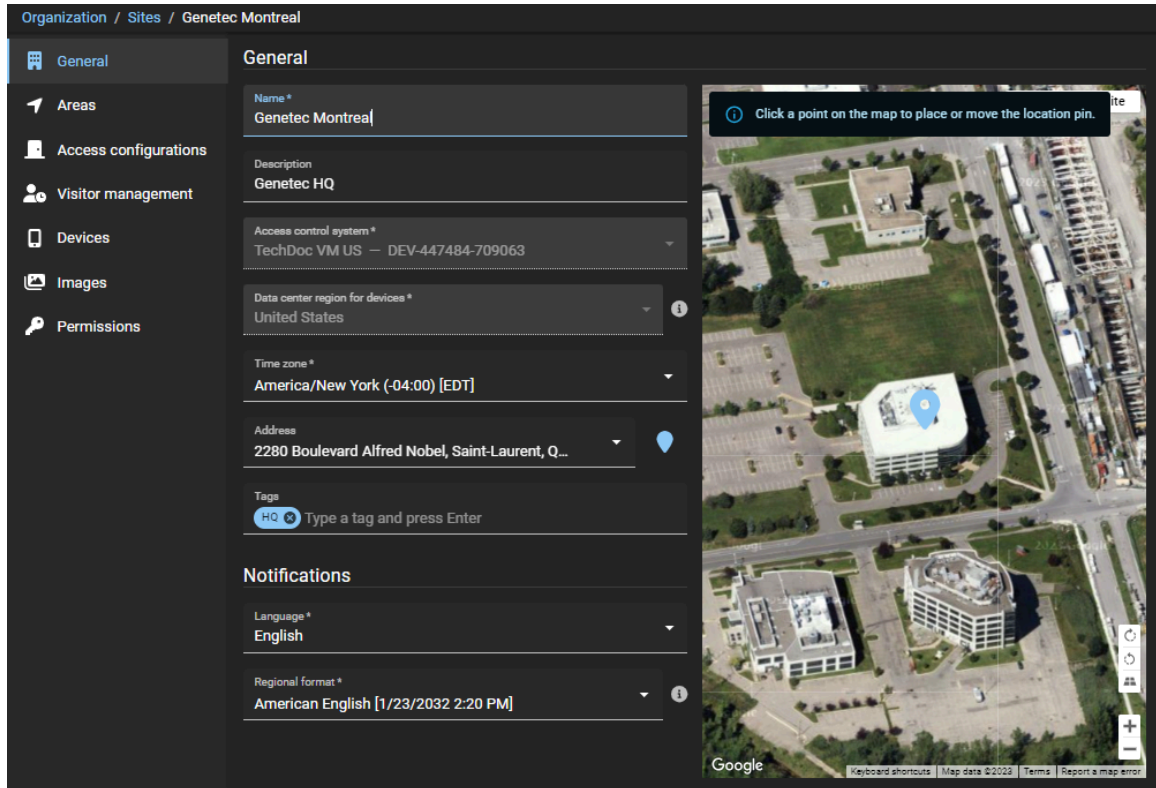 Organization / Sites / Genetec Montreal
General
Areas
Access configurations
Visitor management
Devices
Images
Permissions
General
Name *
Genetec Montreal
Description
Genetec HQ
Access control system *
TechDoc VM US — DEV-447484-709063
Data center region for devices *
United States
Time zone *
America/New York (-04:00) [EDT]
Address
2280 Boulevard Alfred Nobel, Saint-Laurent, Q...
Tags
HQ Type a tag and press Enter
Notifications
Language *
English
Regional format *
American English [1/23/2032 2:20 PM]
Click a point on the map to place or move the location pin.
ite
Google
Keyboard shortcuts Map data ©2023 Terms Report a map error